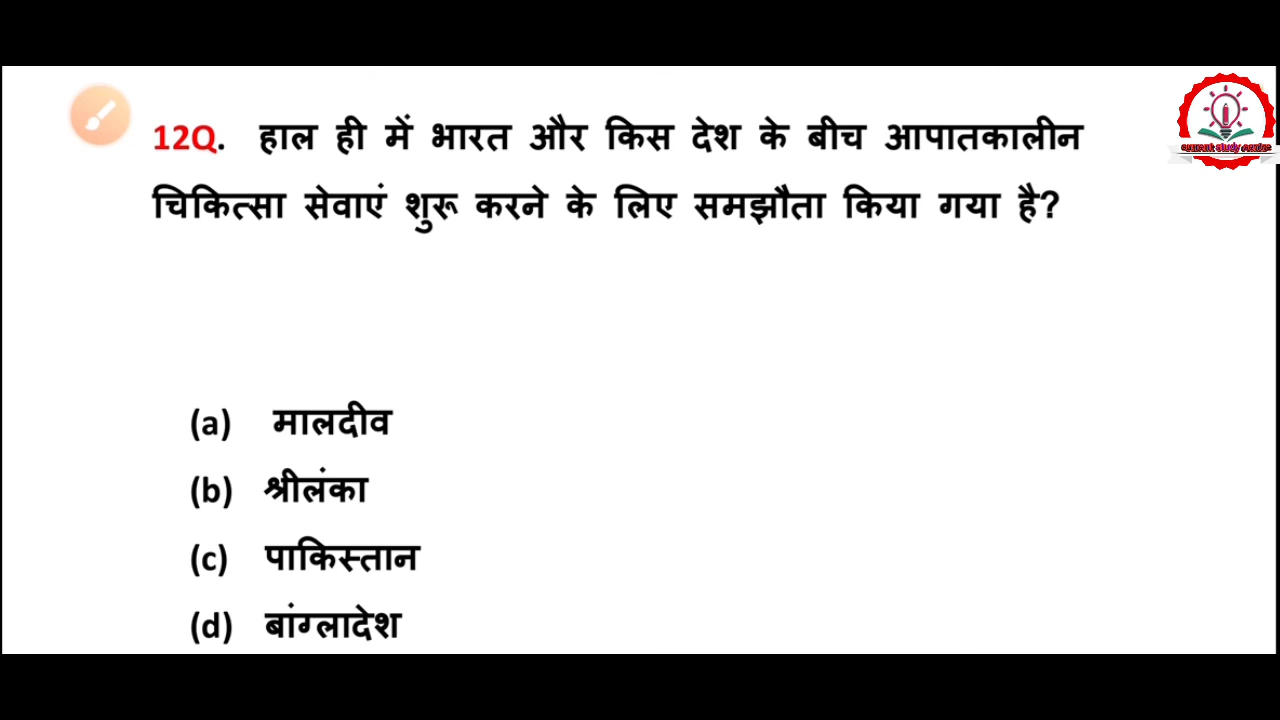 12Q. हाल ही में भारत और किस देश के बीच आपातकालीन
चिकित्सा सेवाएं शुरू करने के लिए समझौता किया गया है?
(a) मालदीव
(b) श्रीलंका
(c) पाकिस्तान
(d) बांग्लादेश